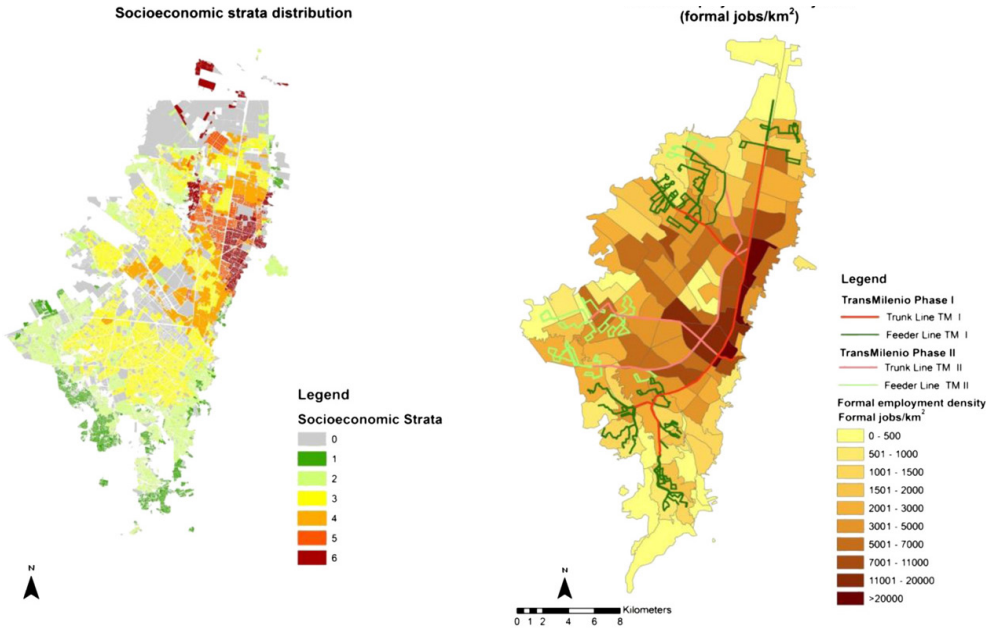 Socioeconomic strata distribution
N
Legend
Socioeconomic Strata
0
1
2
3
4
5
6
(formal jobs/km²)
N
Kilometers
0 1 2 4 6 8
Legend
TransMilenio Phase I
Trunk Line TM I
Feeder Line TM I
TransMilenio Phase II
Trunk Line TM II
Feeder Line TM II
Formal employment density
Formal jobs/km²
0 - 500
501 - 1000
1001 - 1500
1501 - 2000
2001 - 3000
3001 - 5000
5001 - 7000
7001 - 11000
11001 - 20000
>20000